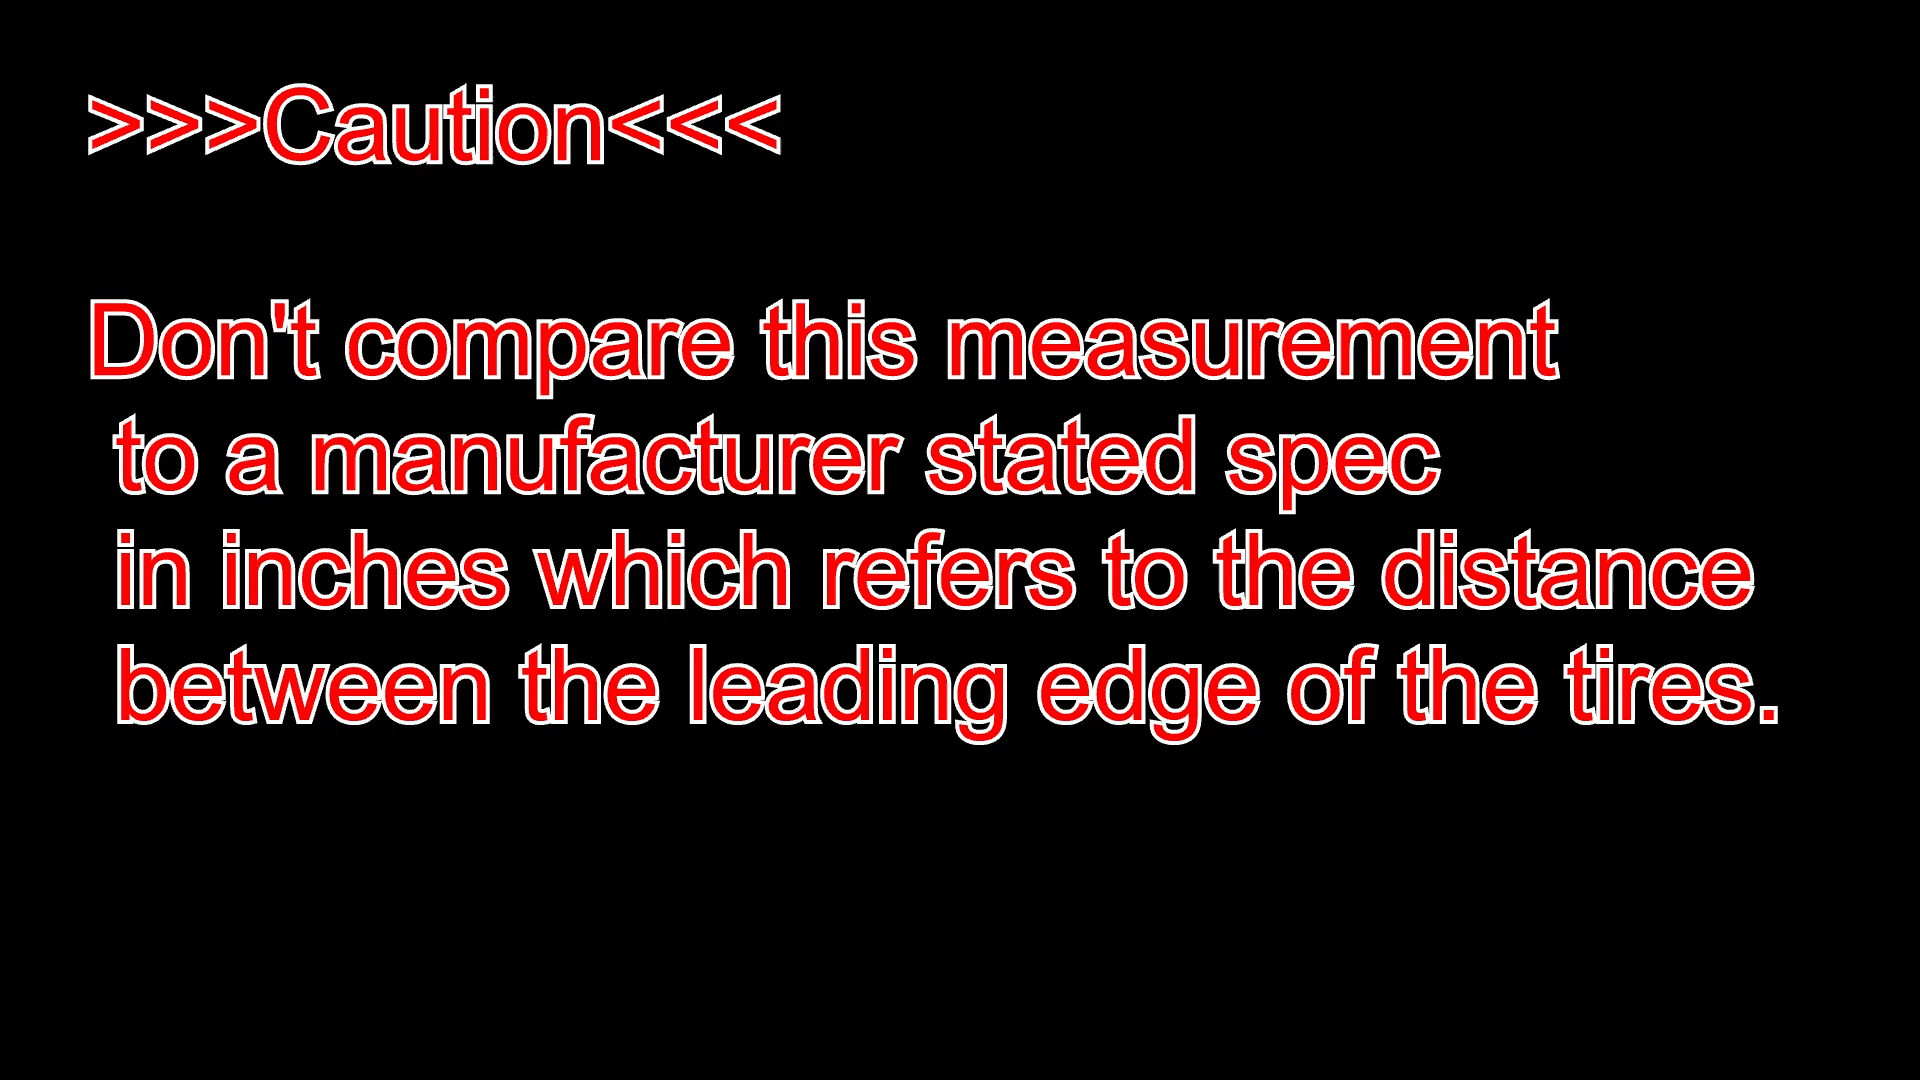 >>>Caution<<<
Don't compare this measurement
to a manufacturer stated spec
in inches which refers to the distance
between the leading edge of the tires.